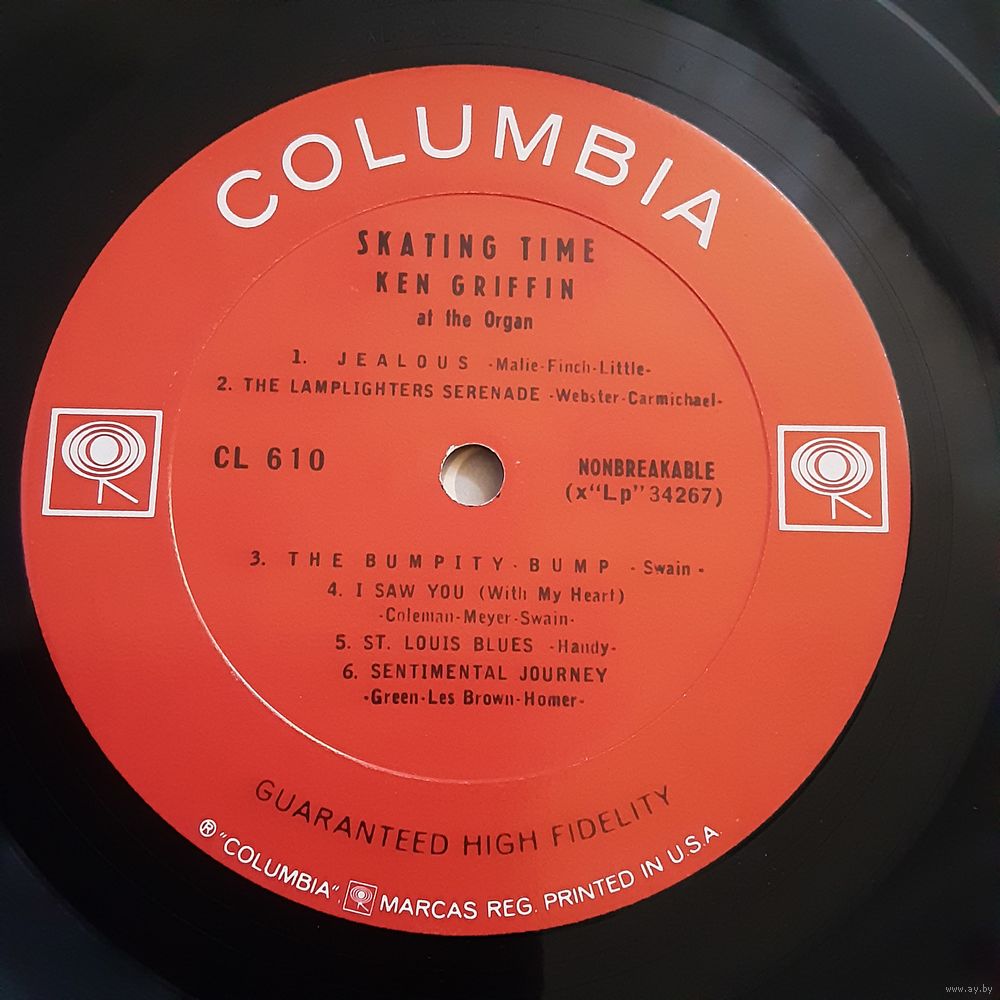 COLUMBIA
SKATING TIME
KEN GRIFFIN
at the Organ
1. JEALOUS -Malie-Finch-Little-
2. THE LAMPLIGHTERS SERENADE -Webster-Carmichael-
CL 610
NONBREAKABLE
(x“Lp”34267)
3. THE BUMPITY-BUMP -Swain-
4. I SAW YOU (With My Heart)
-Coleman-Meyer-Swain-
5. ST. LOUIS BLUES -Handy-
6. SENTIMENTAL JOURNEY
-Green-Les Brown-Homer-
GUARANTEED HIGH FIDELITY
® "COLUMBIA", MARCAS REG. PRINTED IN U.S.A.
www.ay.by